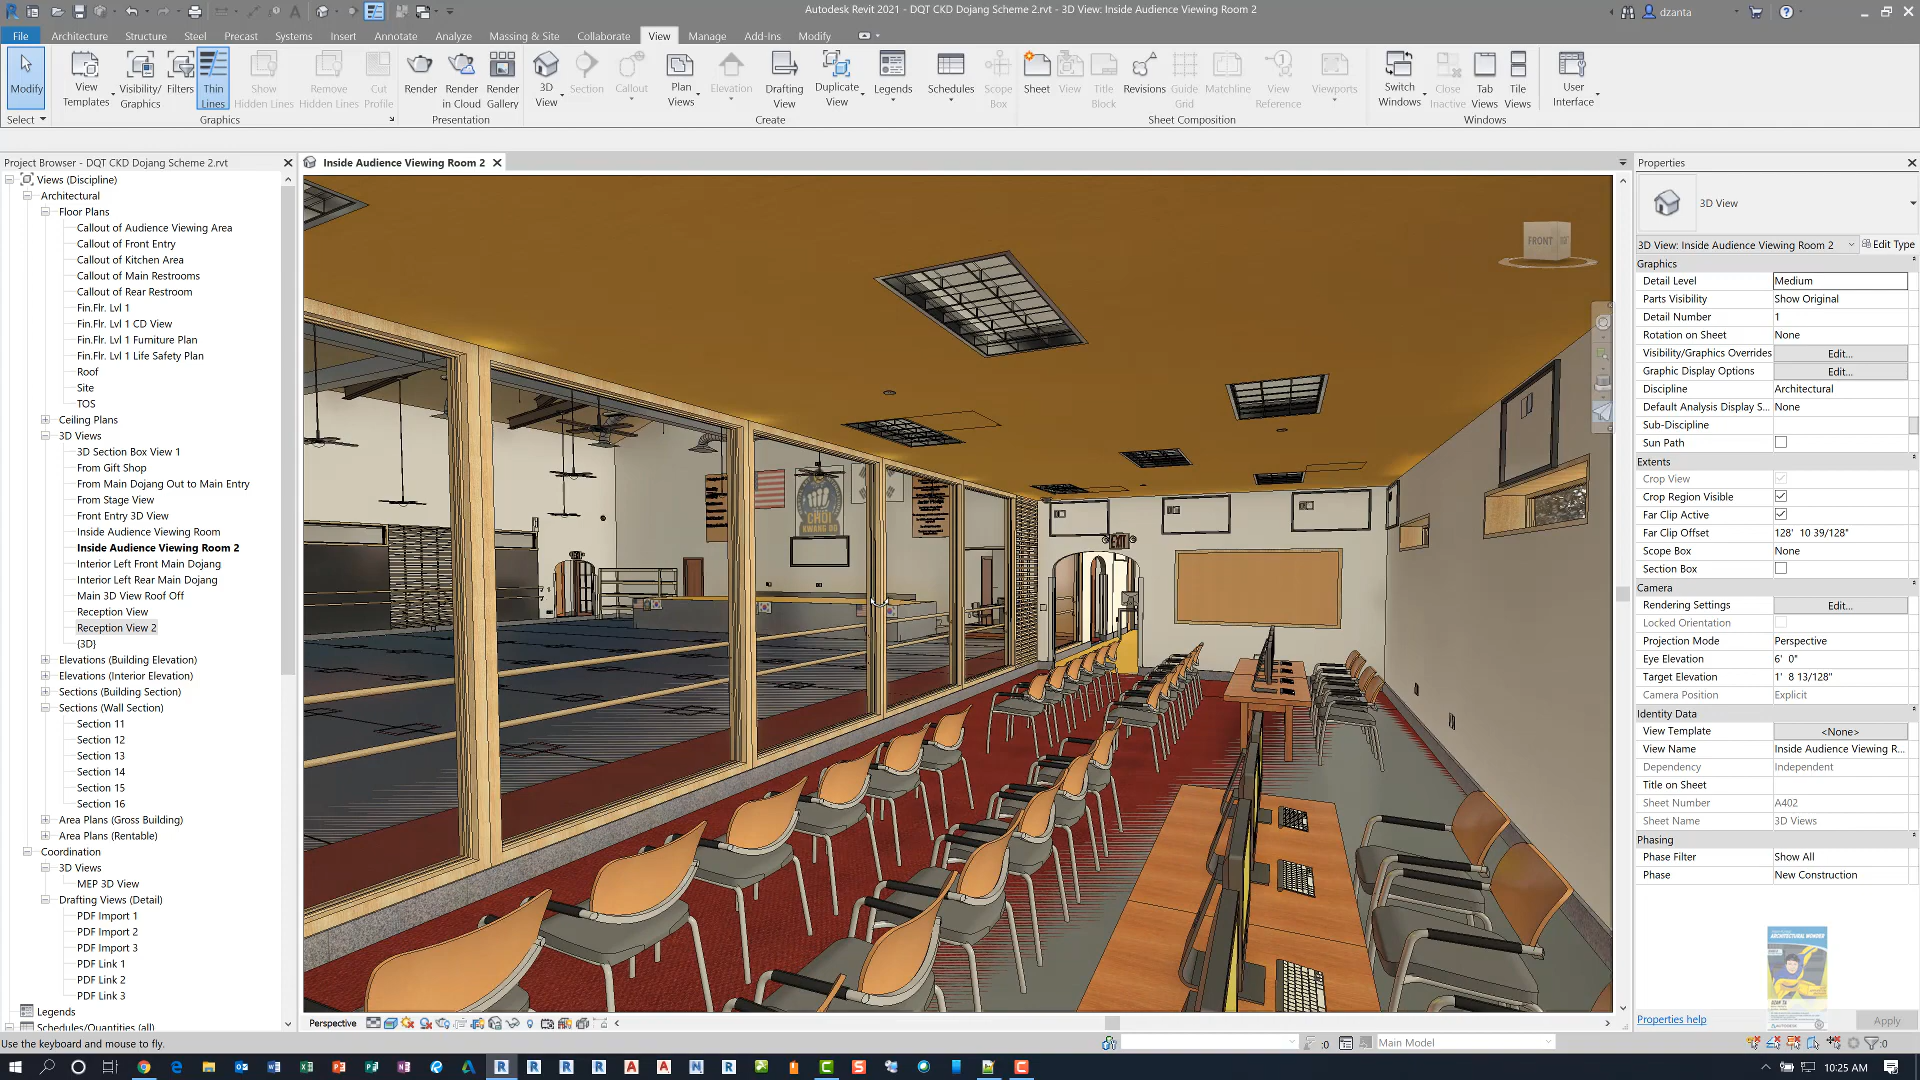 Autodesk Revit 2021 - DQT CKD Dojang Scheme 2.rvt - 3D View: Inside Audience Viewing Room 2
dzanta
File Architecture Structure Steel Precast Systems Insert Annotate Analyze Massing & Site Collaborate View Manage Add-Ins Modify
Modify
View Templates
Visibility/ Graphics
Filters
Thin Lines
Show Hidden Lines
Remove Hidden Lines
Cut Profile
Render
Render in Cloud
Render Gallery
3D View
Section
Callout
Plan Views
Elevation
Drafting View
Duplicate View
Legends
Schedules
Scope Box
Sheet
View
Title Block
Revisions
Guide Grid
Matchline
View Reference
Viewports
Switch Windows
Close Inactive
Tab Views
Tile Views
User Interface
Select
Graphics
Presentation
Create
Sheet Composition
Windows
Project Browser - DQT CKD Dojang Scheme 2.rvt
Views (Discipline)
Architectural
Floor Plans
Callout of Audience Viewing Area
Callout of Front Entry
Callout of Kitchen Area
Callout of Main Restrooms
Callout of Rear Restroom
Fin.Flr. Lvl 1
Fin.Flr. Lvl 1 CD View
Fin.Flr. Lvl 1 Furniture Plan
Fin.Flr. Lvl 1 Life Safety Plan
Roof
Site
TOS
Ceiling Plans
3D Views
3D Section Box View 1
From Gift Shop
From Main Dojang Out to Main Entry
From Stage View
Front Entry 3D View
Inside Audience Viewing Room
Inside Audience Viewing Room 2
Interior Left Front Main Dojang
Interior Left Rear Main Dojang
Main 3D View Roof Off
Reception View
Reception View 2
{3D}
Elevations (Building Elevation)
Elevations (Interior Elevation)
Sections (Building Section)
Sections (Wall Section)
Section 11
Section 12
Section 13
Section 14
Section 15
Section 16
Area Plans (Gross Building)
Area Plans (Rentable)
Coordination
3D Views
MEP 3D View
Drafting Views (Detail)
PDF Import 1
PDF Import 2
PDF Import 3
PDF Link 1
PDF Link 2
PDF Link 3
Legends
Schedules/Quantities (all)
Inside Audience Viewing Room 2
FRONT
CHOI
KWANG DO
EXIT
Perspective
Properties
3D View
3D View: Inside Audience Viewing Room 2 Edit Type
Graphics
Detail Level Medium
Parts Visibility Show Original
Detail Number 1
Rotation on Sheet None
Visibility/Graphics Overrides Edit...
Graphic Display Options Edit...
Discipline Architectural
Default Analysis Display S... None
Sub-Discipline
Sun Path
Extents
Crop View
Crop Region Visible
Far Clip Active
Far Clip Offset 128' 10 39/128"
Scope Box None
Section Box
Camera
Rendering Settings Edit...
Locked Orientation
Projection Mode Perspective
Eye Elevation 6' 0"
Target Elevation 1' 8 13/128"
Camera Position Explicit
Identity Data
View Template <None>
View Name Inside Audience Viewing R...
Dependency Independent
Title on Sheet
Sheet Number A402
Sheet Name 3D Views
Phasing
Phase Filter Show All
Phase New Construction
ARCHITECTURAL WONDER
AUTODESK
Properties help Apply
Use the keyboard and mouse to fly.
:0
Main Model
:0
10:25 AM